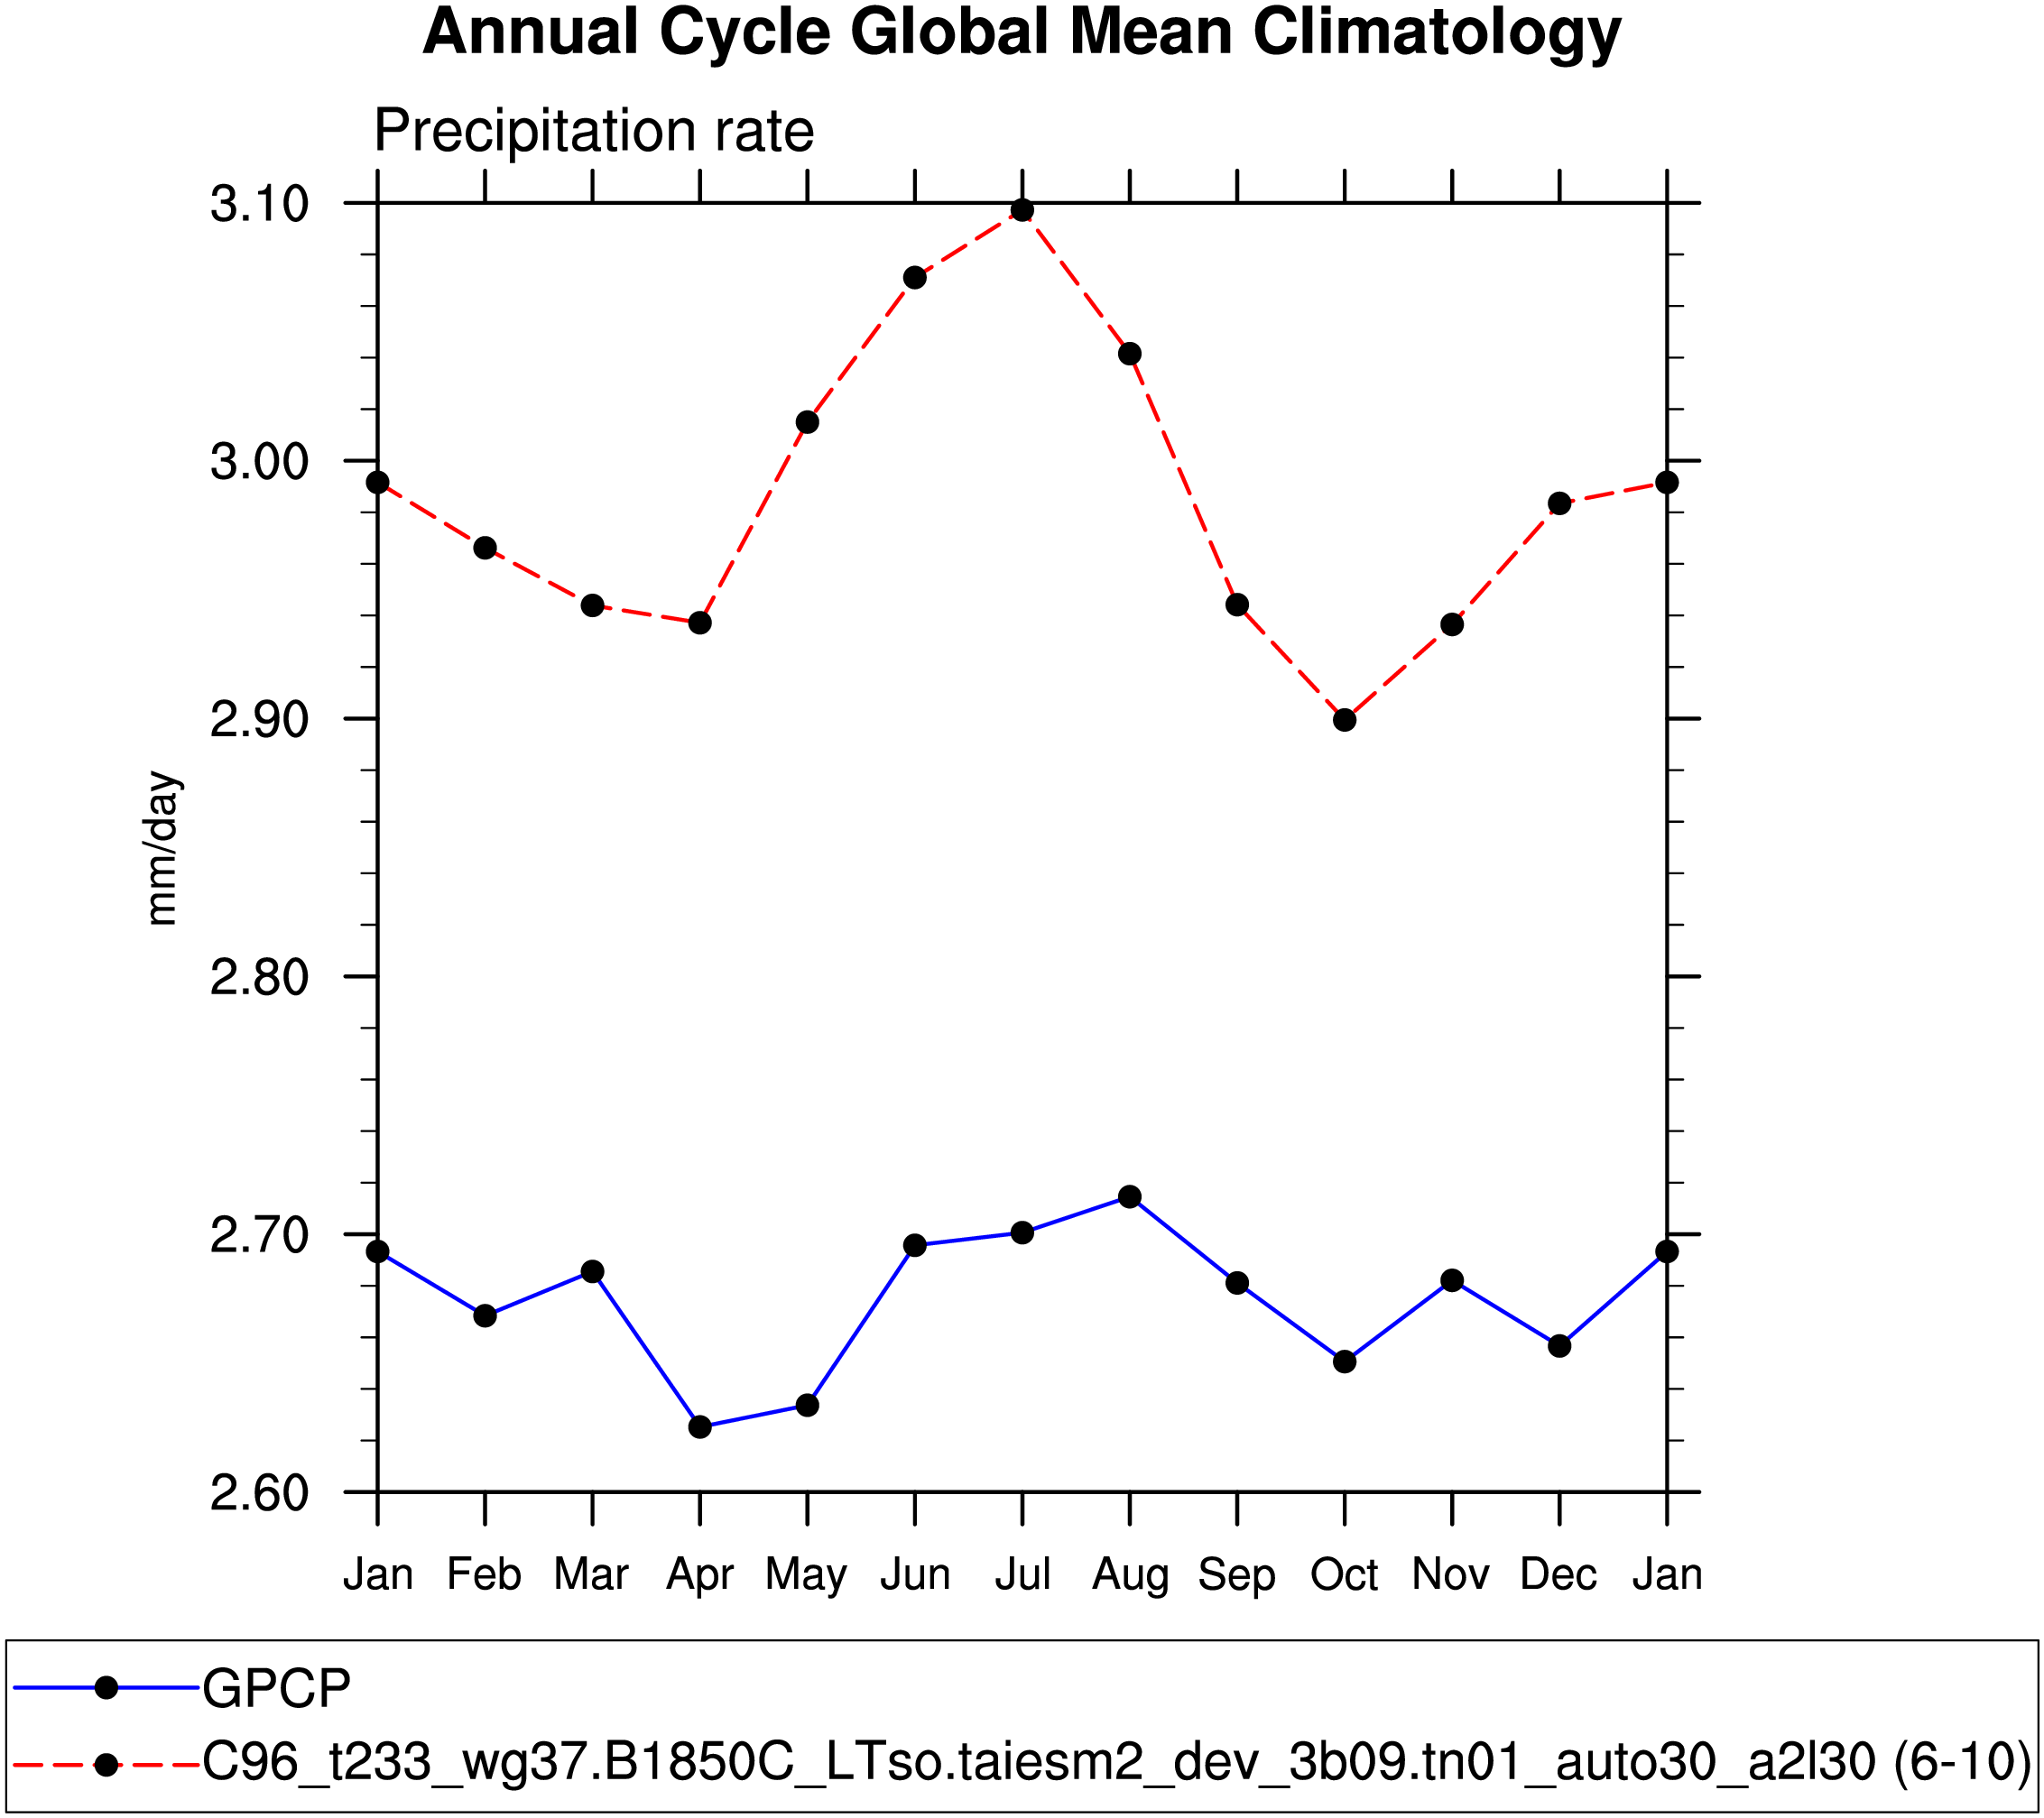 Annual Cycle Global Mean Climatology
Precipitation rate
3.10
3.00
2.90
2.80
2.70
2.60
mm/day
Jan Feb Mar Apr May Jun Jul Aug Sep Oct Nov Dec Jan
GPCP
C96_t233_wg37.B1850C_LTso.taiesm2_dev_3b09.tn01_auto30_a2l30 (6-10)